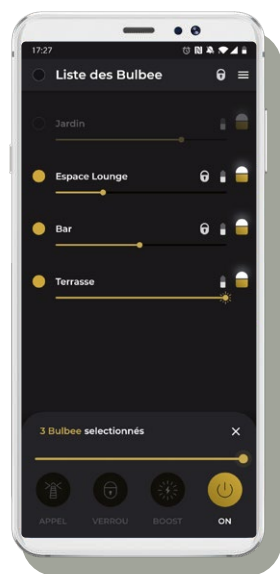 17:27
Liste des Bulbee
Jardin
Espace Lounge
Bar
Terrasse
3 Bulbee selectionnés
APPEL VERROU BOOST ON